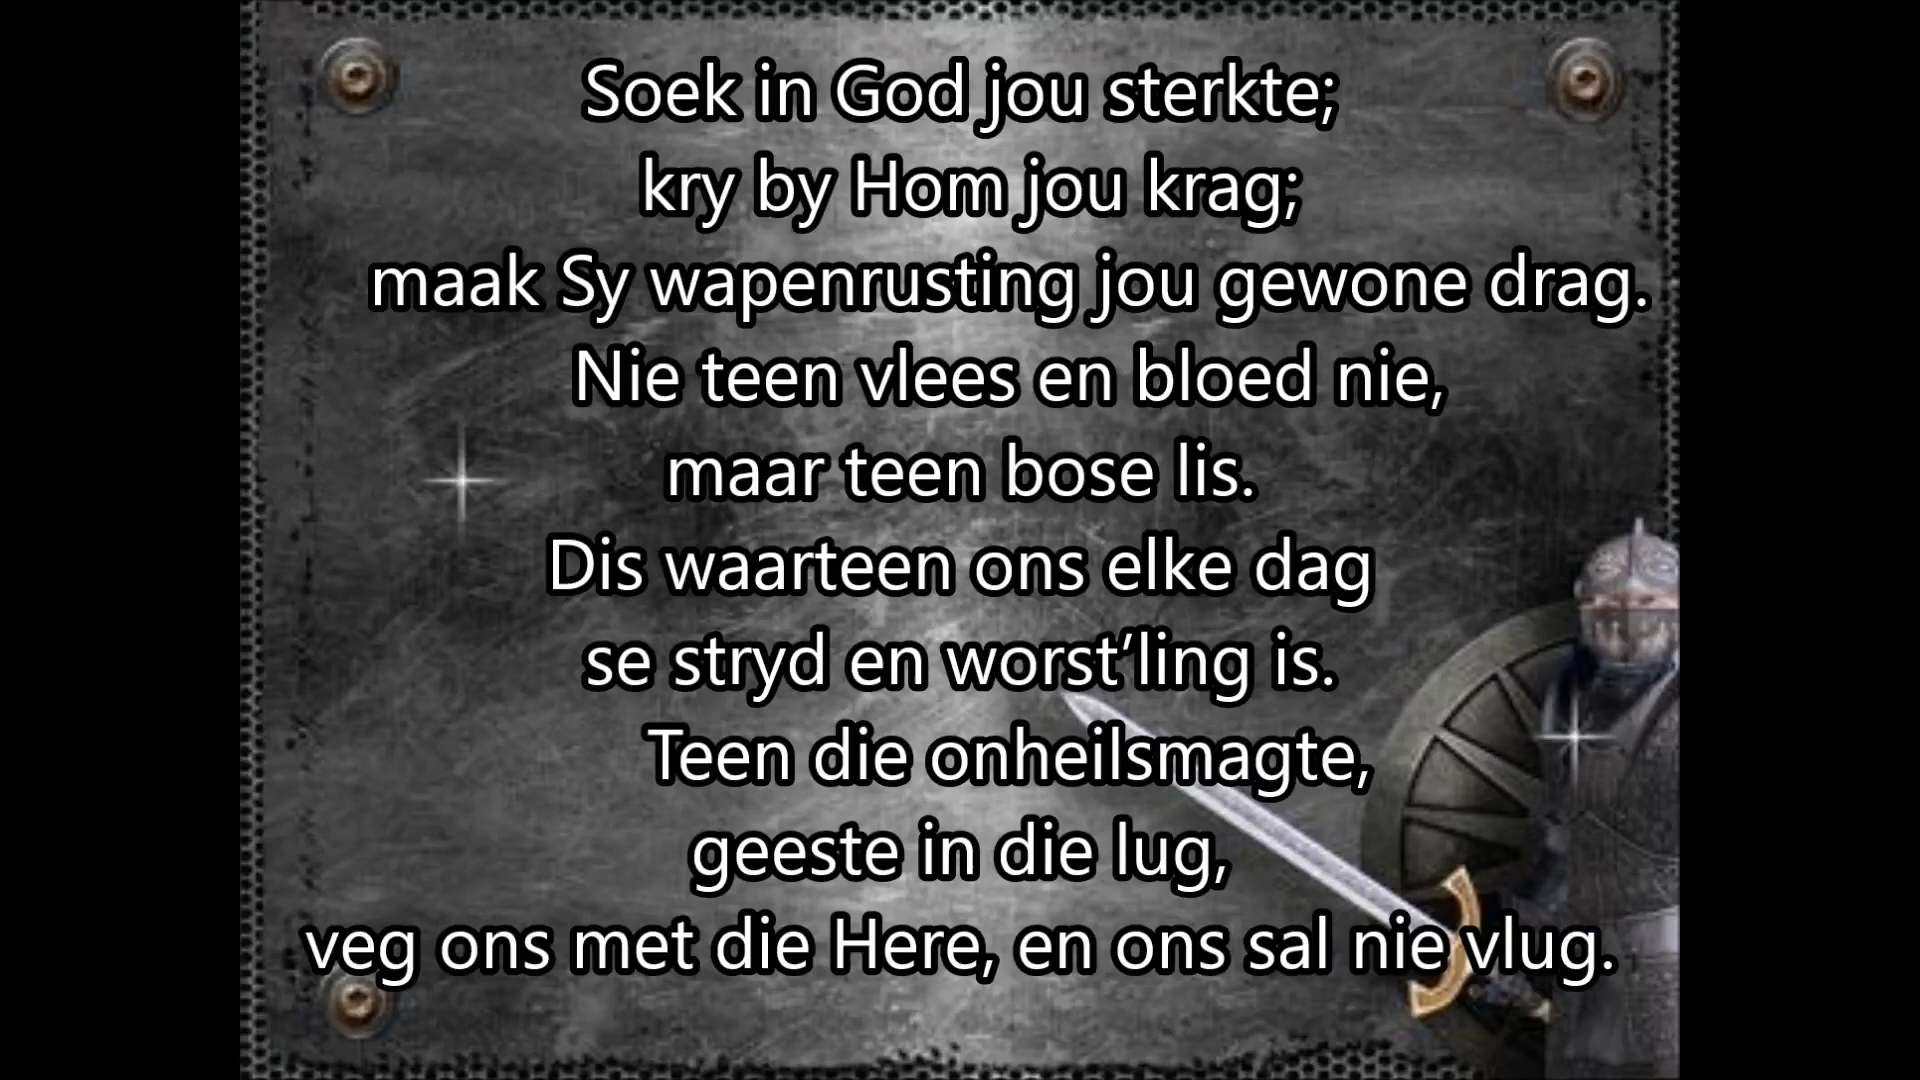 Soek in God jou sterkte;
kry by Hom jou krag;
maak Sy wapenrusting jou gewone drag.
Nie teen vlees en bloed nie,
maar teen bose lis.
Dis waarteen ons elke dag
se stryd en worst’ling is.
Teen die onheilsmagte,
geeste in die lug,
veg ons met die Here, en ons sal nie vlug.